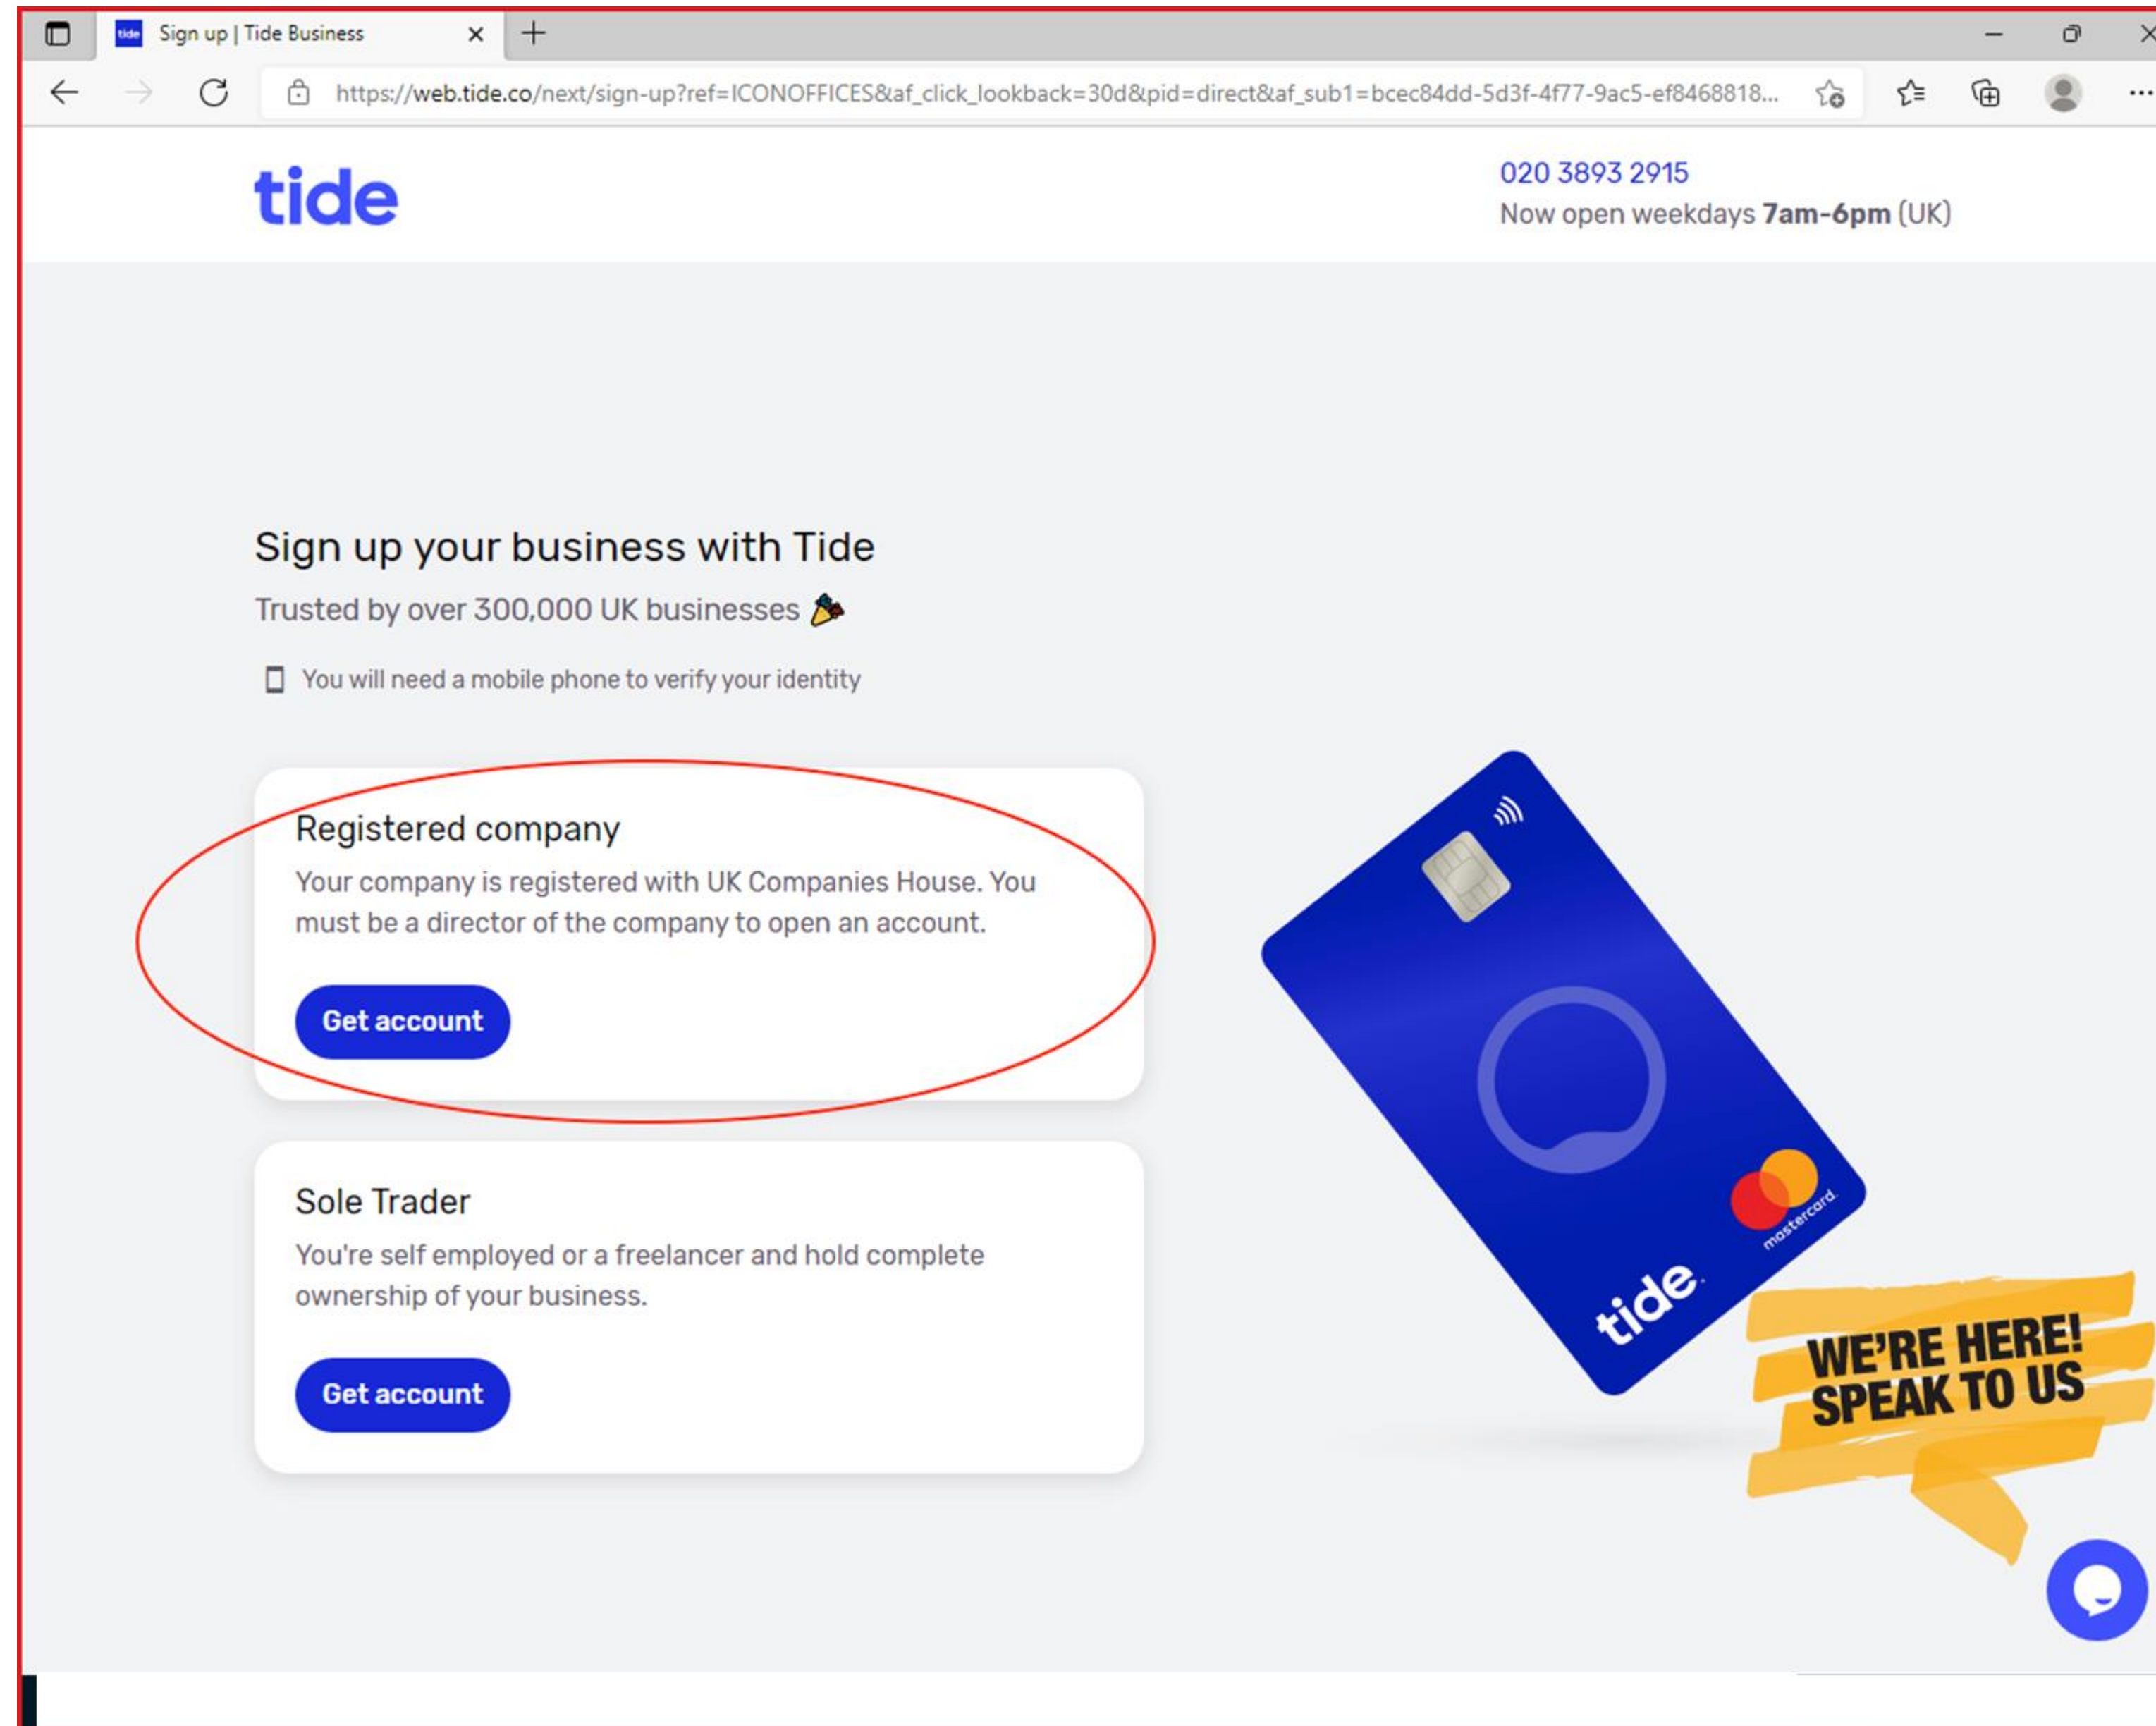 tide
Sign up | Tide Business
https://web.tide.co/next/sign-up?ref=ICONOFFICES&af_click_lookback=30d&pid=direct&af_sub1=bcec84dd-5d3f-4f77-9ac5-ef8468818...
tide
020 3893 2915
Now open weekdays 7am-6pm (UK)
Sign up your business with Tide
Trusted by over 300,000 UK businesses
You will need a mobile phone to verify your identity
Registered company
Your company is registered with UK Companies House. You
must be a director of the company to open an account.
Get account
Sole Trader
You're self employed or a freelancer and hold complete
ownership of your business.
Get account
mastercard.
tide
WE'RE HERE!
SPEAK TO US